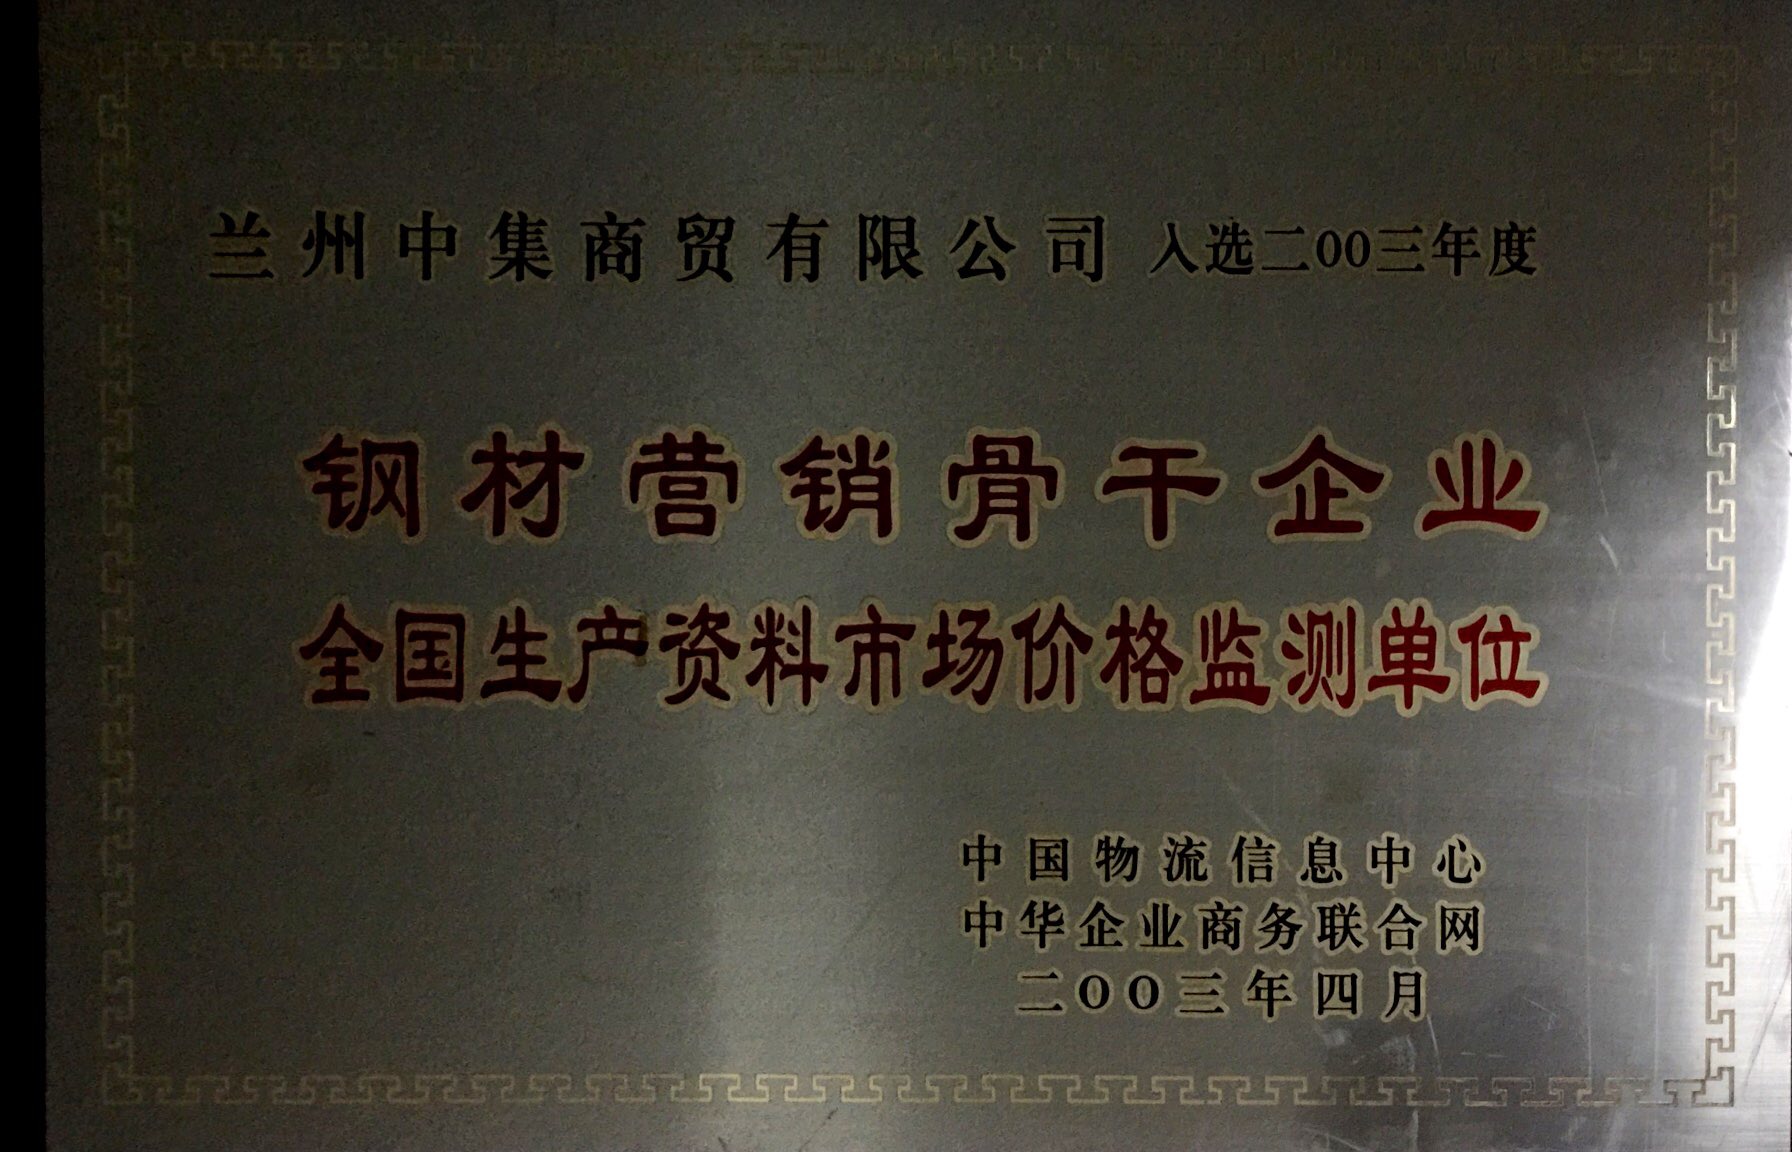 兰州中集商贸有限公司 入选二00三年度
钢材营销骨干企业
全国生产资料市场价格监测单位
中国物流信息中心
中华企业商务联合网
二00三年四月